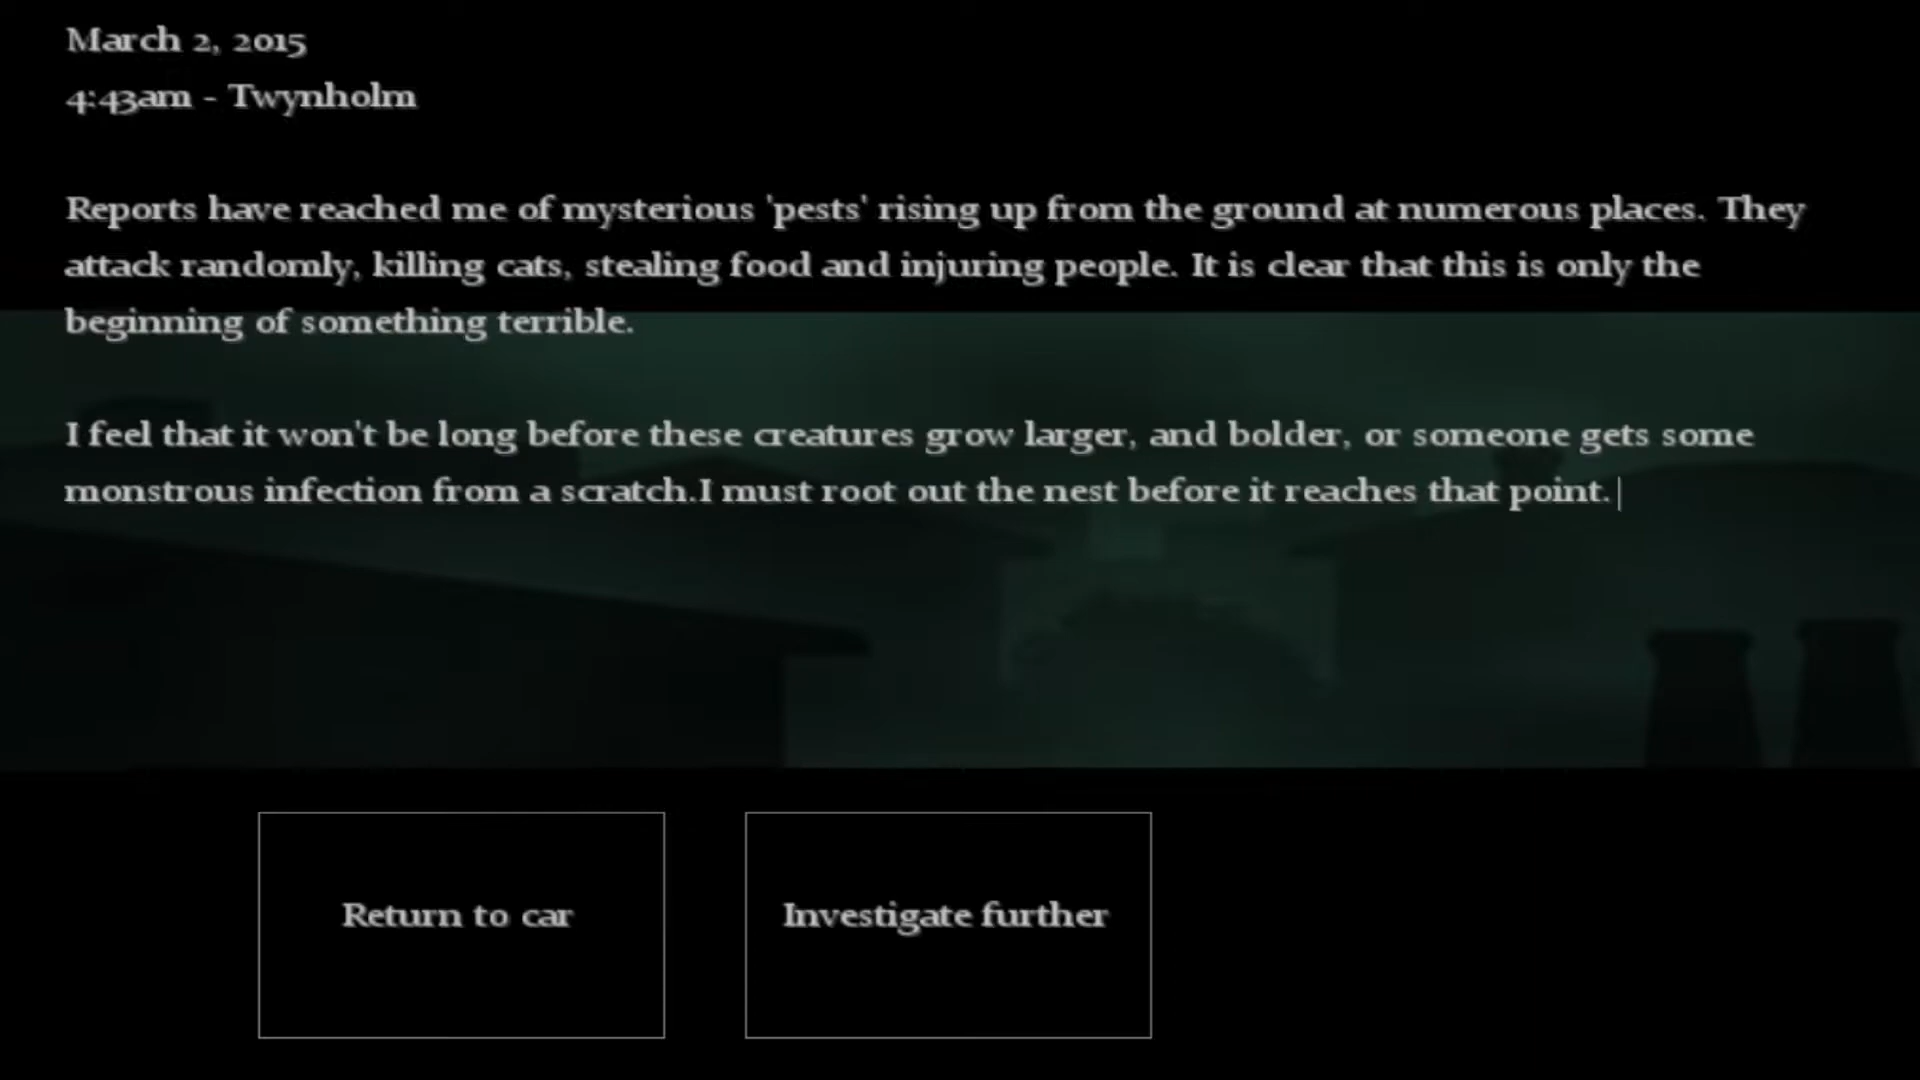 March 2, 2015
4:43am - Twynholm
Reports have reached me of mysterious 'pests' rising up from the ground at numerous places. They
attack randomly, killing cats, stealing food and injuring people. It is clear that this is only the
beginning of something terrible.
I feel that it won't be long before these creatures grow larger, and bolder, or someone gets some
monstrous infection from a scratch.I must root out the nest before it reaches that point.
Return to car
Investigate further